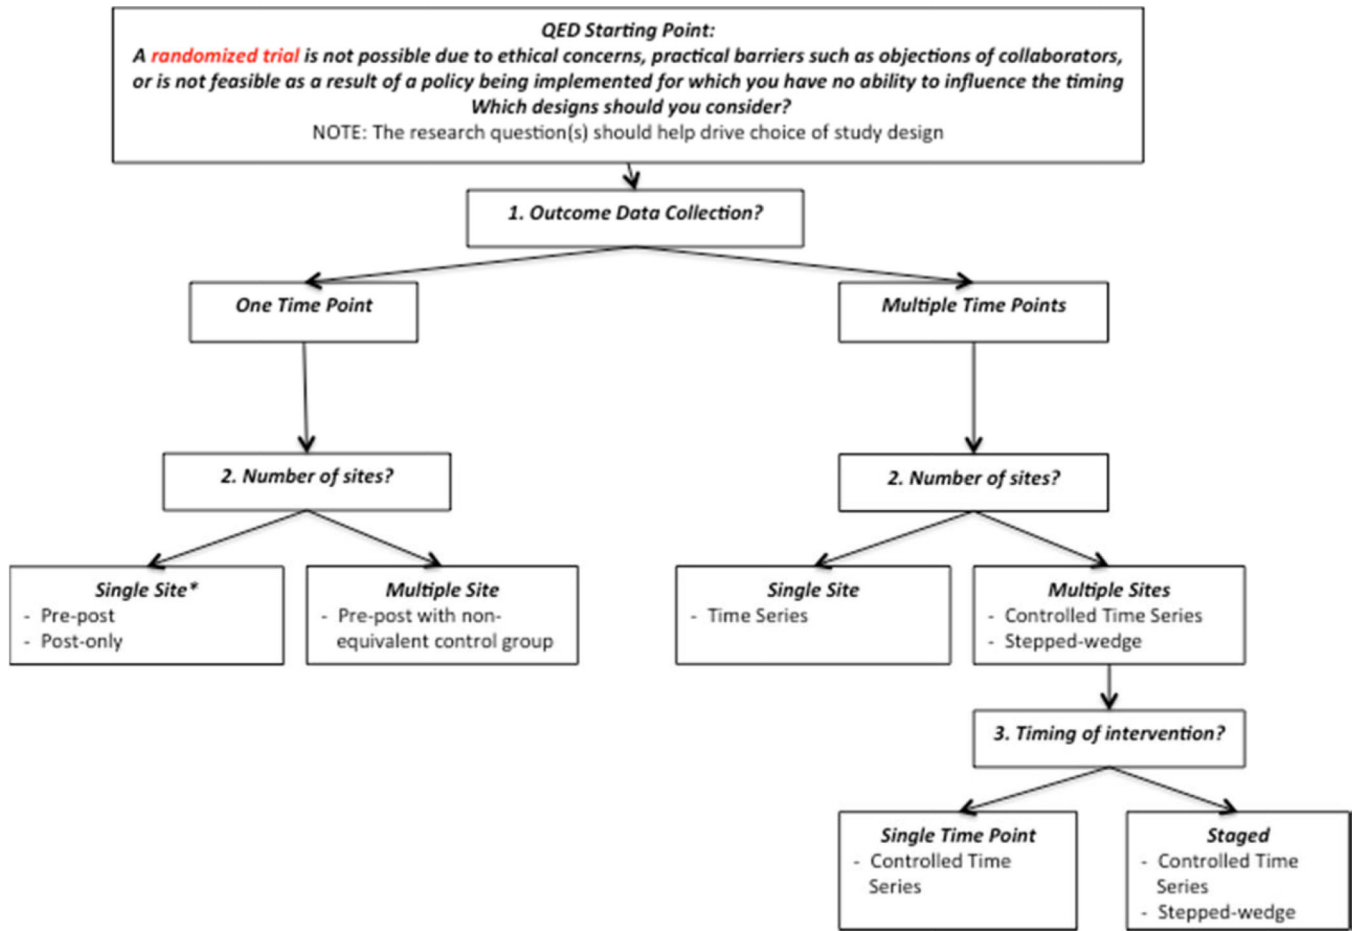 QED Starting Point:
A randomized trial is not possible due to ethical concerns, practical barriers such as objections of collaborators,
or is not feasible as a result of a policy being implemented for which you have no ability to influence the timing
Which designs should you consider?
NOTE: The research question(s) should help drive choice of study design
1. Outcome Data Collection?
One Time Point
Multiple Time Points
2. Number of sites?
2. Number of sites?
Single Site*
- Pre-post
- Post-only
Multiple Site
- Pre-post with non-
equivalent control group
Single Site
- Time Series
Multiple Sites
- Controlled Time Series
- Stepped-wedge
3. Timing of intervention?
Single Time Point
- Controlled Time
Series
Staged
- Controlled Time
Series
- Stepped-wedge